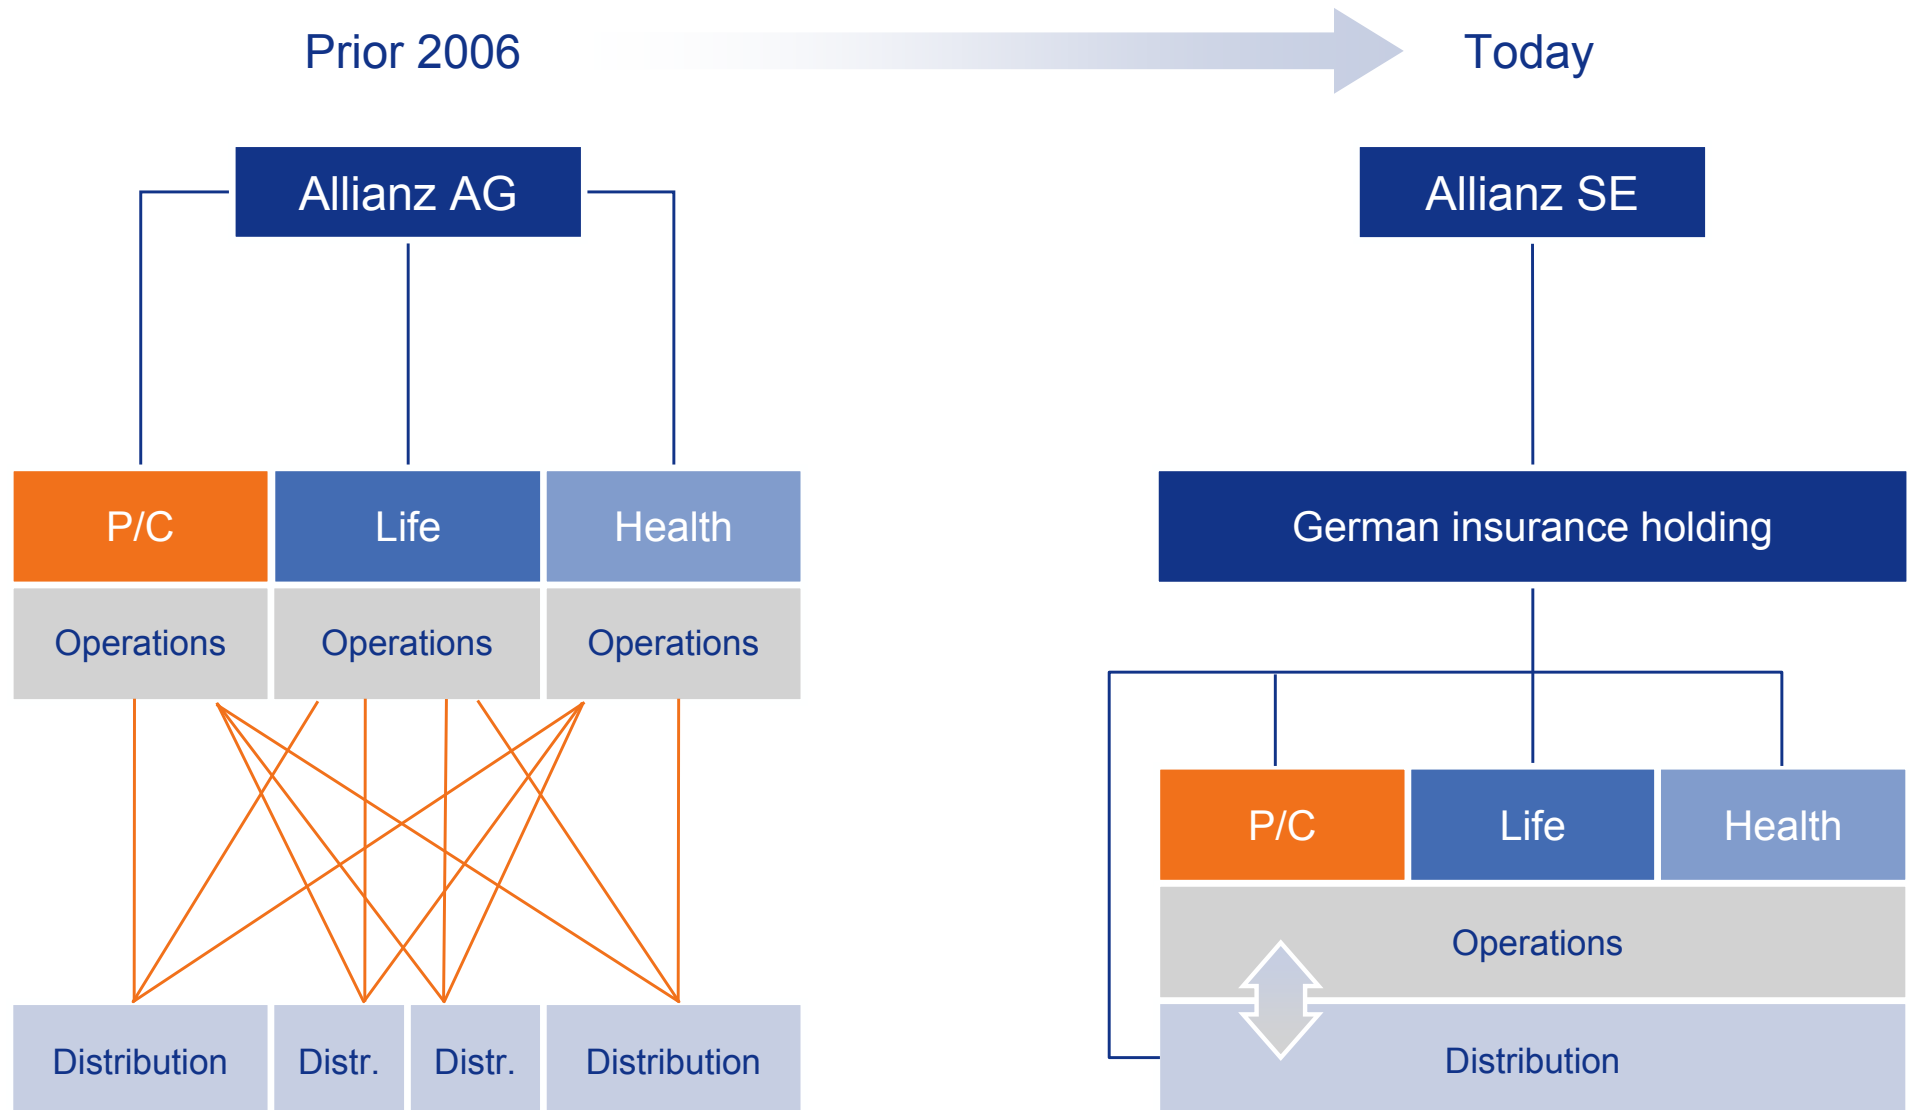 Prior 2006
Today
Allianz AG
Allianz SE
P/C
Life
Health
German insurance holding
Operations
Operations
Operations
P/C
Life
Health
Operations
Distribution
Distr.
Distr.
Distribution
Distribution